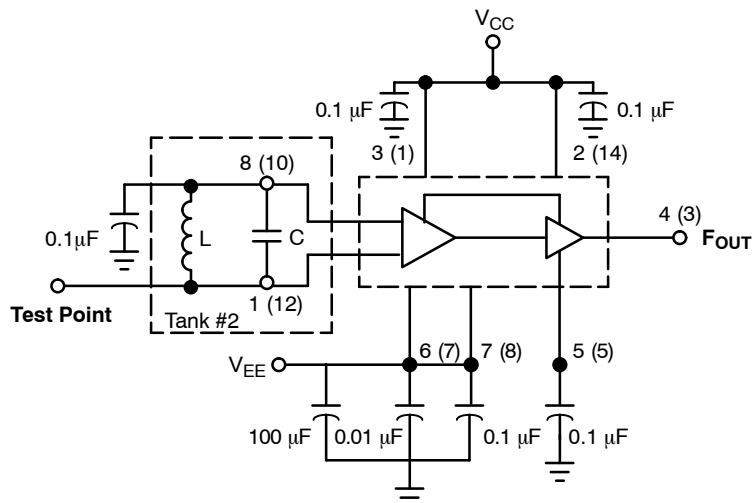 VCC
0.1 µF
0.1 µF
3 (1)
2 (14)
8 (10)
4 (3)
0.1µF
L
C
FOUT
1 (12)
Test Point
Tank #2
VEE
6 (7)
7 (8)
5 (5)
100 µF
0.01 µF
0.1 µF
0.1 µF